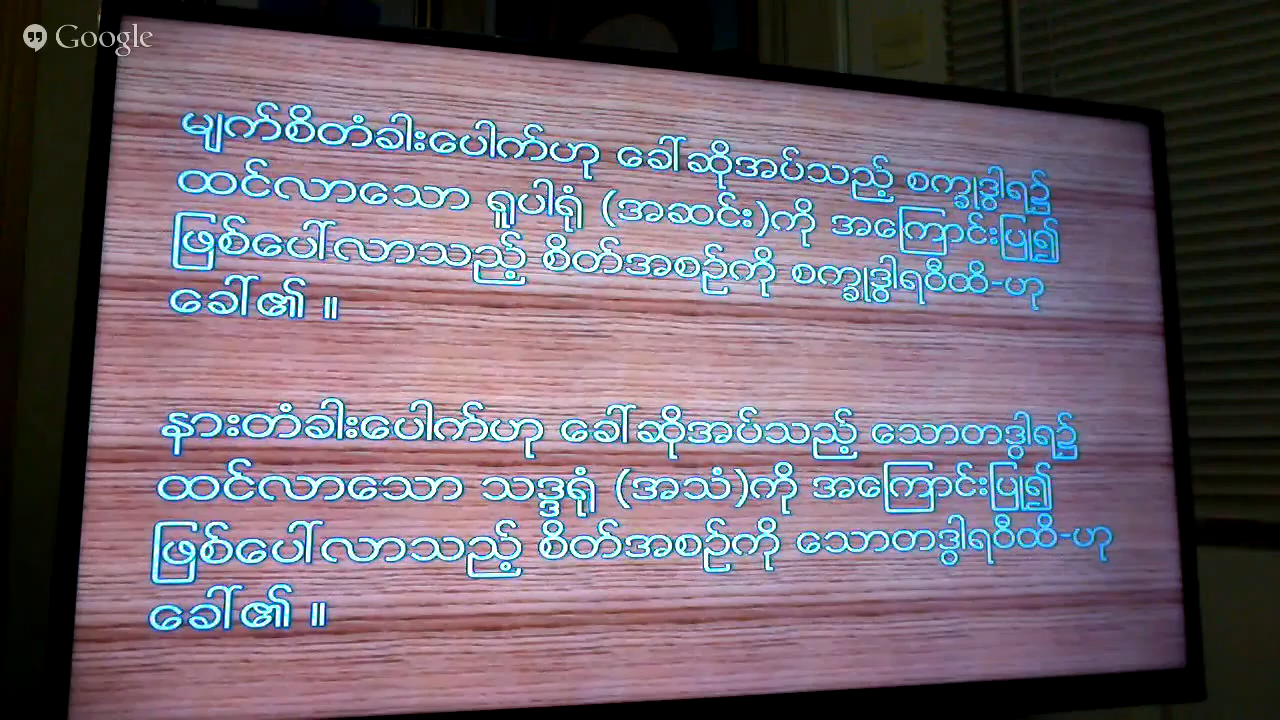 Google
မျက်စိတံခါးပေါက်ဟု ခေါ်ဆိုအပ်သည့် စက္ခုဒွါရ၌
ထင်လာသော ရူပါရုံ (အဆင်း)ကို အကြောင်းပြု၍
ဖြစ်ပေါ်လာသည့် စိတ်အစဉ်ကို စက္ခုဒွါရဝီထိ-ဟု
ခေါ်၏ ။
နားတံခါးပေါက်ဟု ခေါ်ဆိုအပ်သည့် သောတဒွါရ၌
ထင်လာသော သဒ္ဒရုံ (အသံ)ကို အကြောင်းပြု၍
ဖြစ်ပေါ်လာသည့် စိတ်အစဉ်ကို သောတဒွါရဝီထိ-ဟု
ခေါ်၏ ။